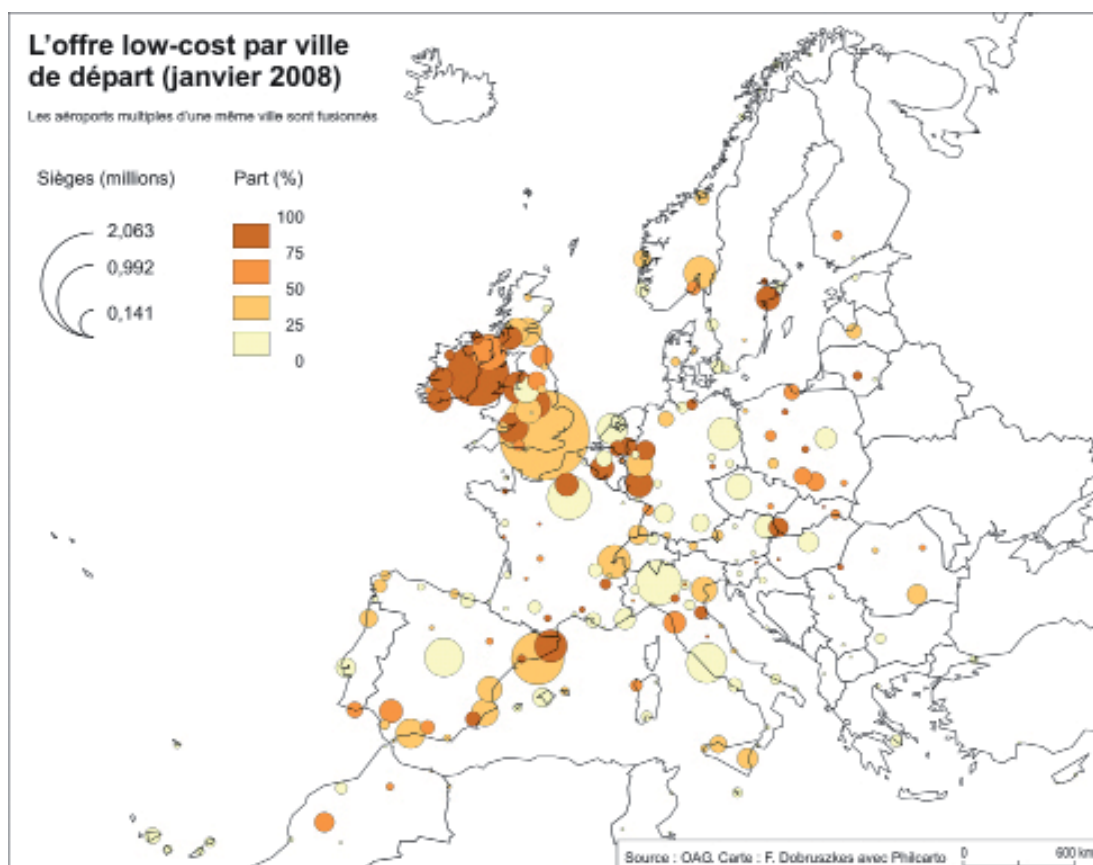 L'offre low-cost par ville
de départ (janvier 2008)
Les aéroports multiples d'une même ville sont fusionnés
Sièges (millions)
2,063
0,992
0,141
Part (%)
100
75
50
25
0
Source : OAG. Carte : F. Dobruszkes avec Philcarto
0 600 km